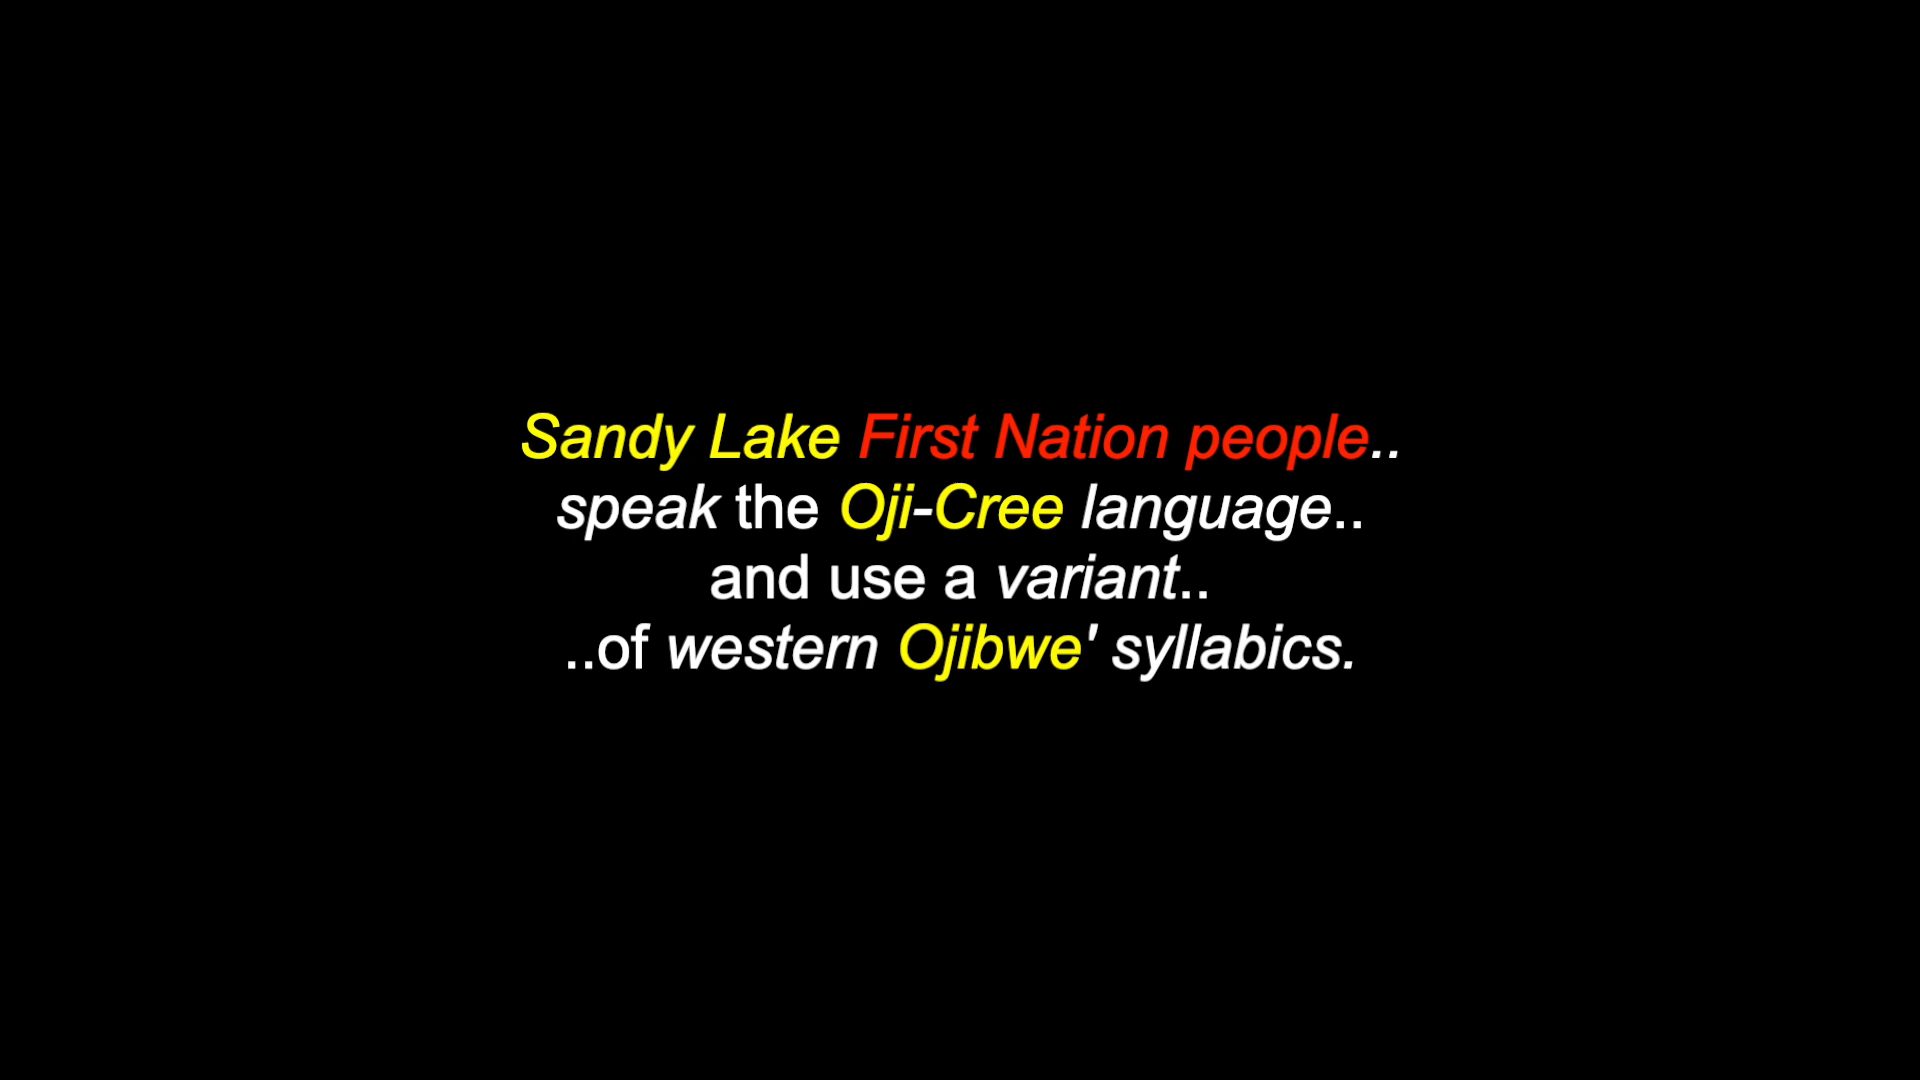 Sandy Lake First Nation people..
speak the Oji-Cree language..
and use a variant..
..of western Ojibwe' syllabics.